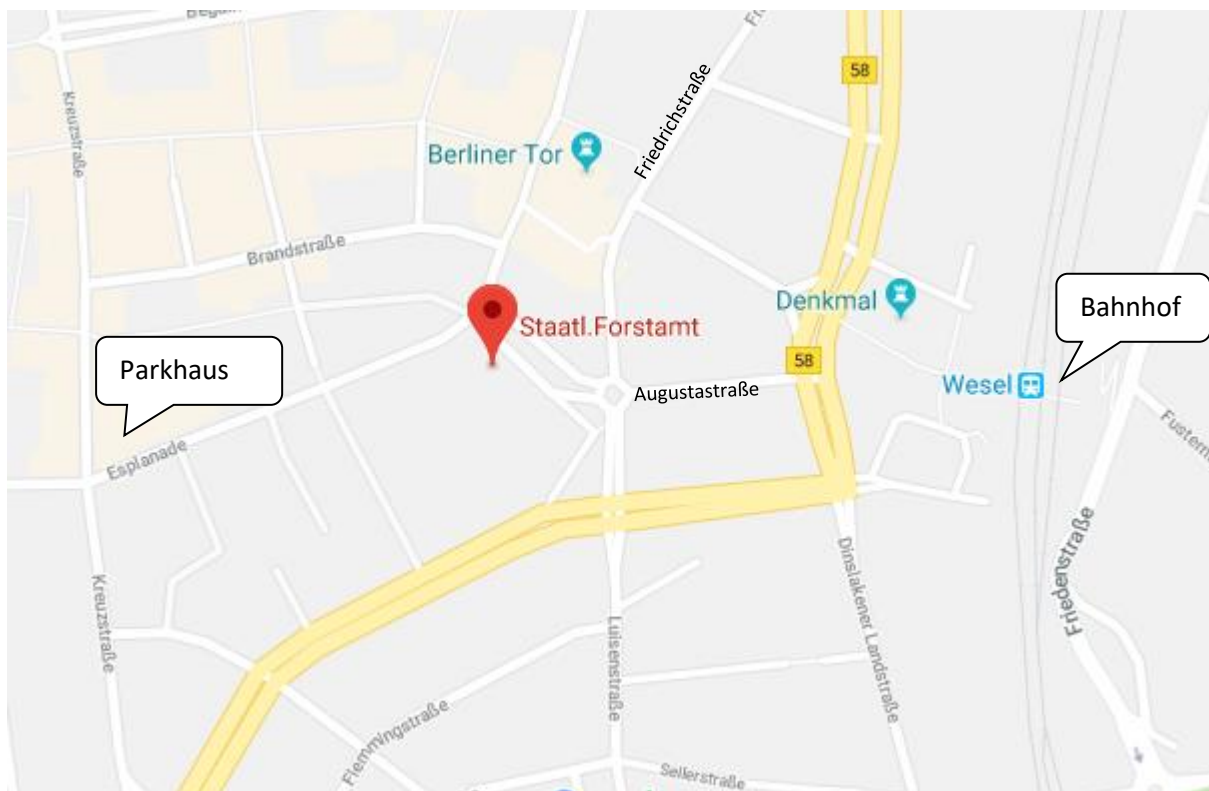 Kreuzstraße
58
Friedrichstraße
Berliner Tor
Brandstraße
Denkmal
Bahnhof
Staatl.Forstamt
58
Parkhaus
Augustastraße
Wesel
Esplanade
Kreuzstraße
Dinslakener Landstraße
Friedenstraße
Luisenstraße
Flemmingstraße
Sellerstraße